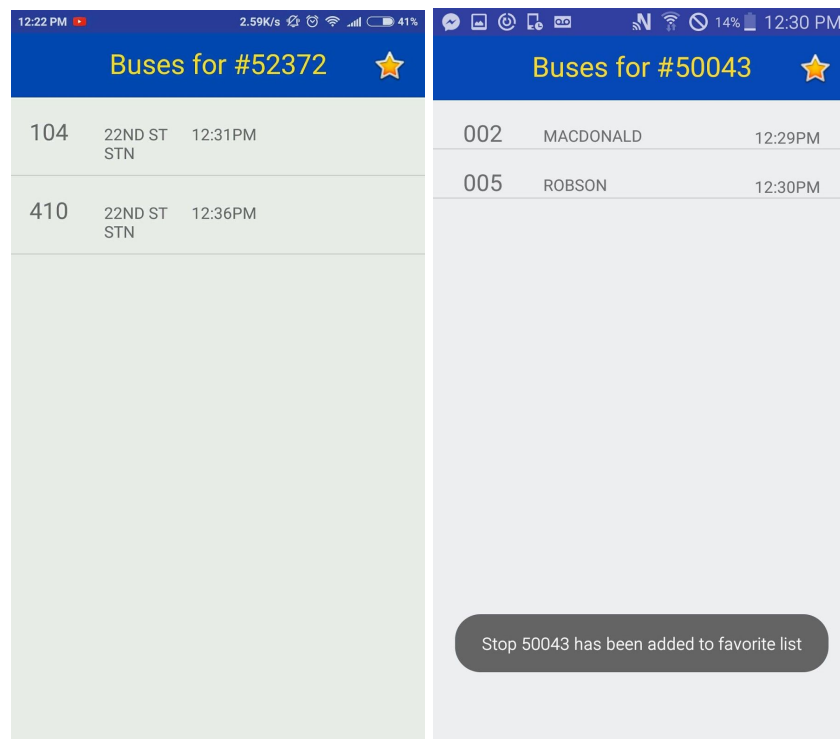 12:22 PM 2.59K/s 41%
Buses for #52372
104 22ND ST 12:31PM
STN
410 22ND ST 12:36PM
STN
N 14% 12:30 PM
Buses for #50043
002 MACDONALD 12:29PM
005 ROBSON 12:30PM
Stop 50043 has been added to favorite list